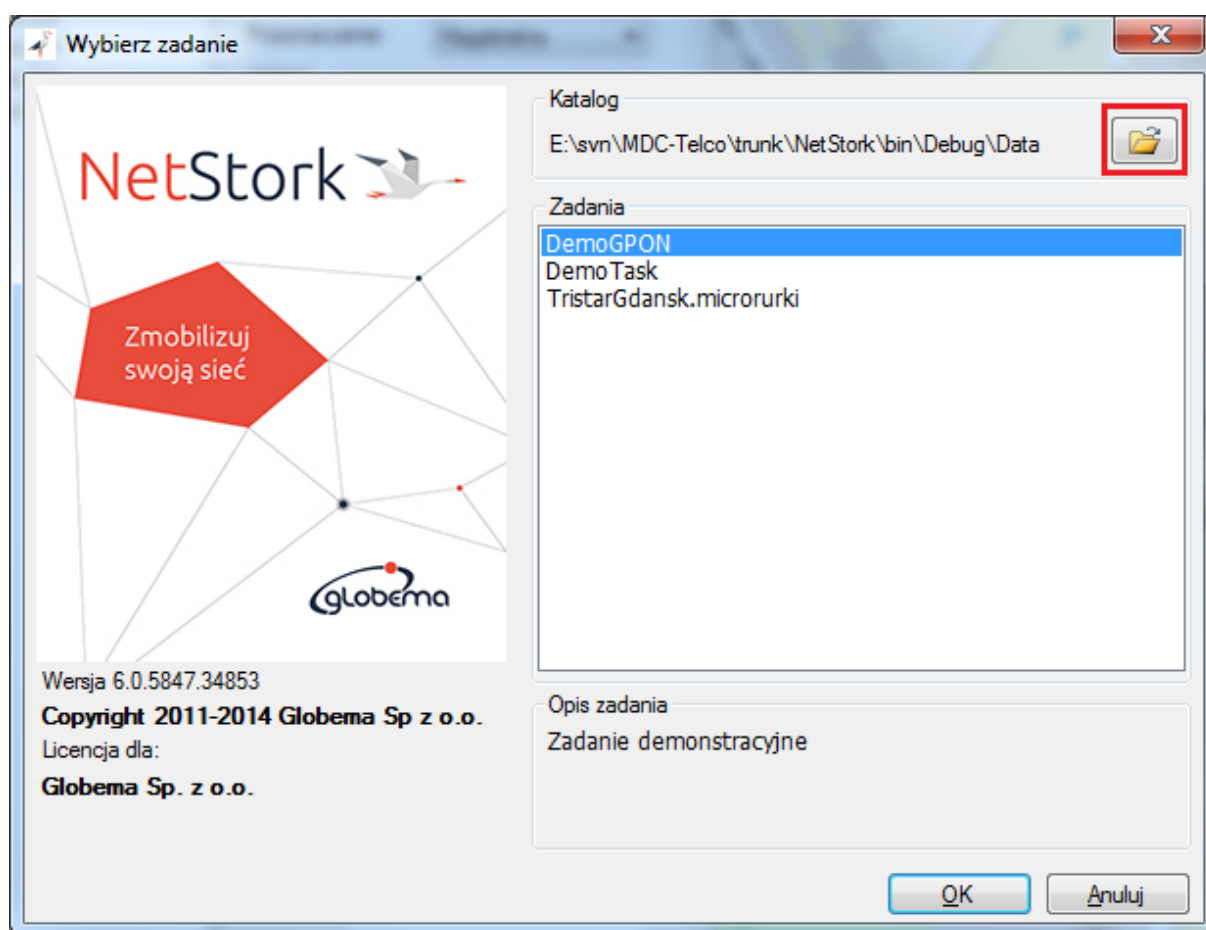 Wybierz zadanie
NetStork
Zmobilizuj
swoją sieć
globema
Wersja 6.0.5847.34853
Copyright 2011-2014 Globema Sp z o.o.
Licencja dla:
Globema Sp. z o.o.
Katalog
E:\svn\MDC-Telco\trunk\NetStork\bin\Debug\Data
Zadania
DemoGPON
DemoTask
TristarGdansk.microrurki
Opis zadania
Zadanie demonstracyjne
OK
Anuluj